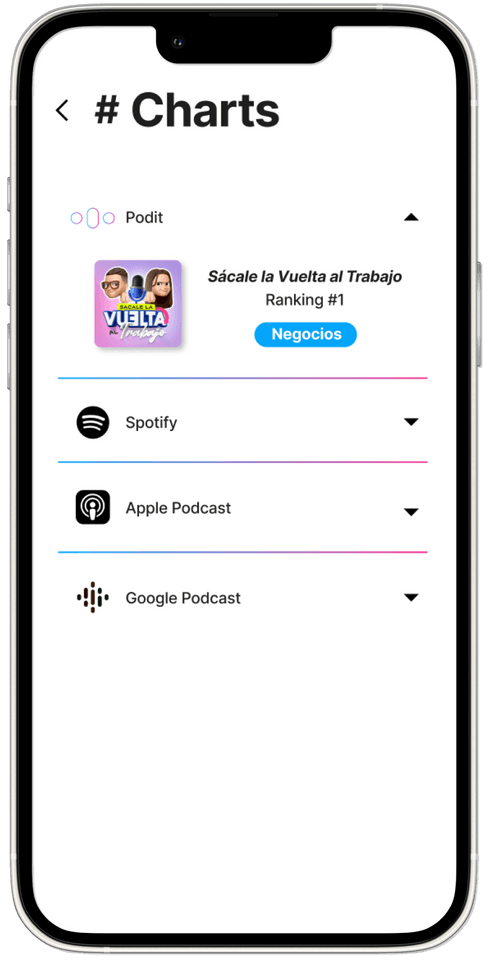 # Charts
Podit
SÁCALE LA
VUELTA
AL Trabajo
Sácale la Vuelta al Trabajo
Ranking #1
Negocios
Spotify
Apple Podcast
Google Podcast